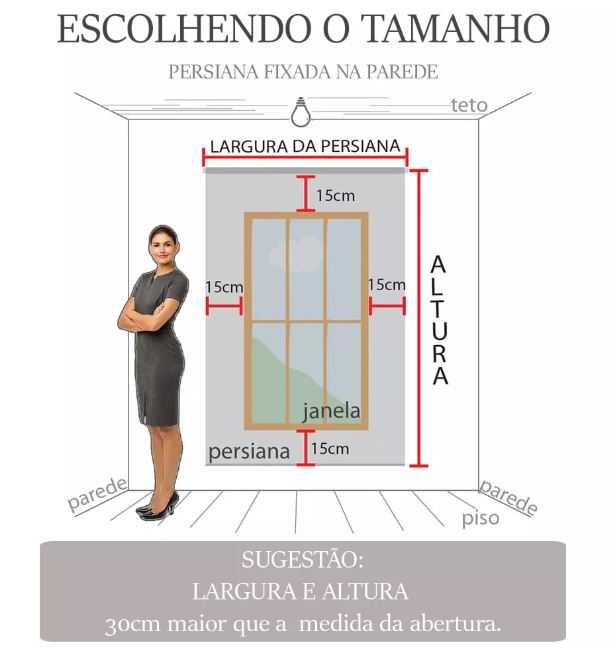 ESCOLHENDO O TAMANHO
PERSIANA FIXADA NA PAREDE
teto
LARGURA DA PERSIANA
15cm
15cm
15cm
ALTURA
janela
persiana
15cm
parede
parede
piso
SUGESTÃO:
LARGURA E ALTURA
30cm maior que a medida da abertura.